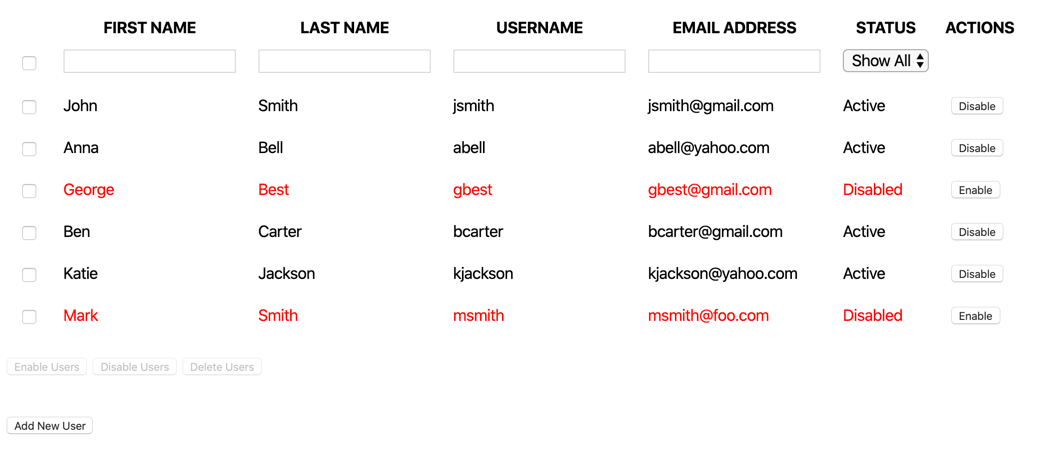 FIRST NAME LAST NAME USERNAME EMAIL ADDRESS STATUS ACTIONS
Show All
John Smith jsmith jsmith@gmail.com Active Disable
Anna Bell abell abell@yahoo.com Active Disable
George Best gbest gbest@gmail.com Disabled Enable
Ben Carter bcarter bcarter@gmail.com Active Disable
Katie Jackson kjackson kjackson@yahoo.com Active Disable
Mark Smith msmith msmith@foo.com Disabled Enable
Enable Users Disable Users Delete Users
Add New User